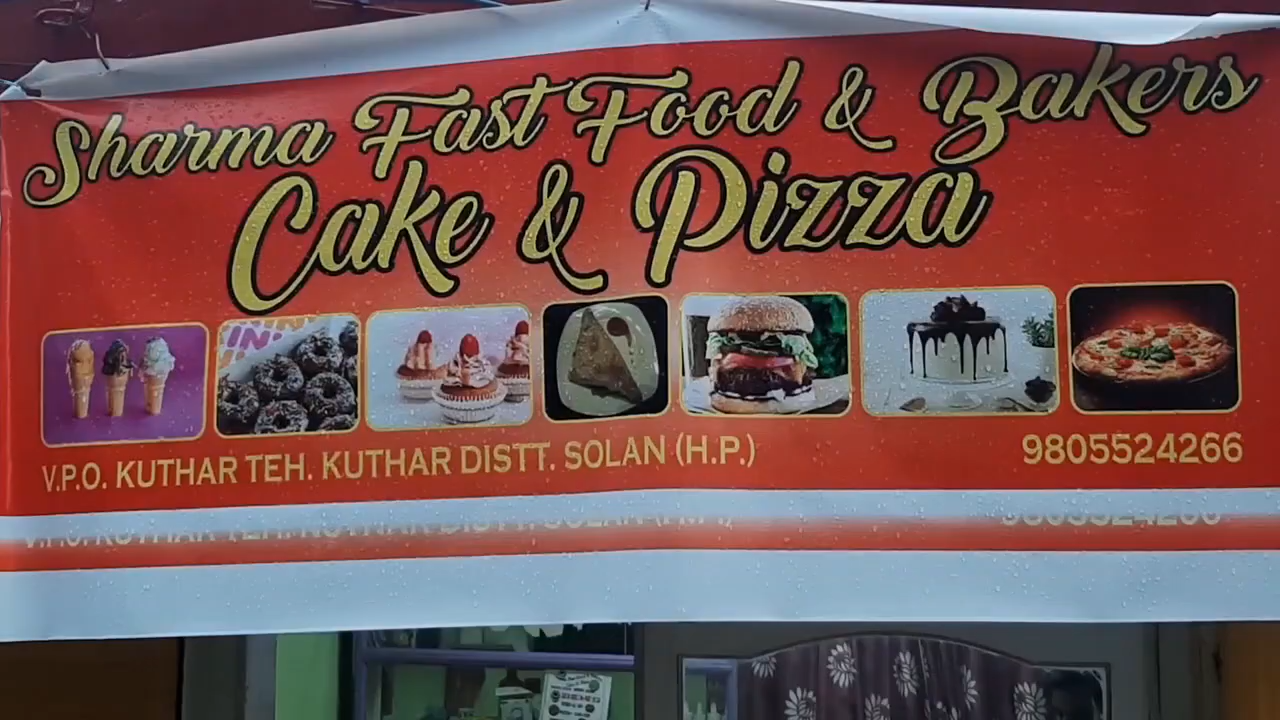 Sharma Fast Food & Bakers
Cake & Pizza
V.P.O. KUTHAR TEH. KUTHAR DISTT. SOLAN (H.P.)
9805524266